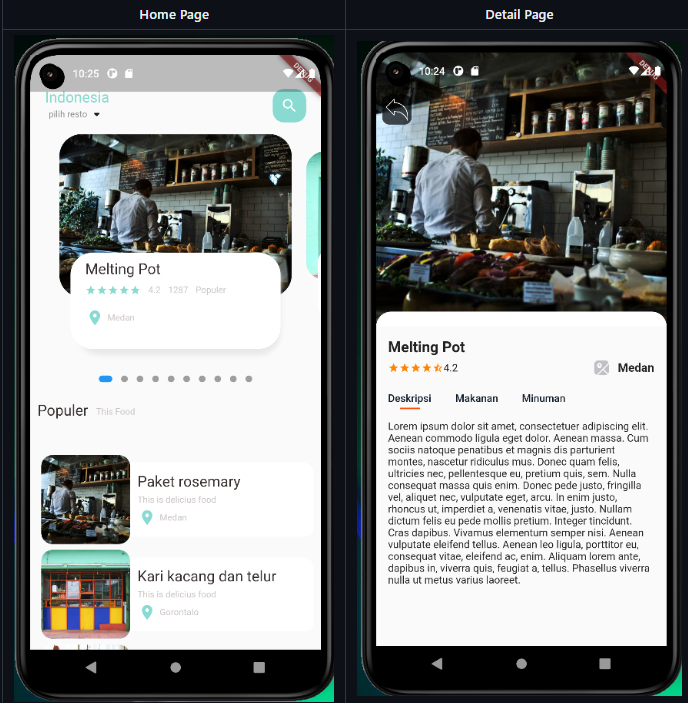 Home Page
Detail Page
10:25
DEBUG
Indonesia
pilih resto
Melting Pot
4.2 1287 Populer
Medan
Populer This Food
Paket rosemary
This is delicius food
Medan
Kari kacang dan telur
This is delicius food
Gorontalo
10:24
DEBUG
Melting Pot
4.2
Medan
Deskripsi Makanan Minuman
Lorem ipsum dolor sit amet, consectetuer adipiscing elit.
Aenean commodo ligula eget dolor. Aenean massa. Cum
sociis natoque penatibus et magnis dis parturient
montes, nascetur ridiculus mus. Donec quam felis,
ultricies nec, pellentesque eu, pretium quis, sem. Nulla
consequat massa quis enim. Donec pede justo, fringilla
vel, aliquet nec, vulputate eget, arcu. In enim justo,
rhoncus ut, imperdiet a, venenatis vitae, justo. Nullam
dictum felis eu pede mollis pretium. Integer tincidunt.
Cras dapibus. Vivamus elementum semper nisi. Aenean
vulputate eleifend tellus. Aenean leo ligula, porttitor eu,
consequat vitae, eleifend ac, enim. Aliquam lorem ante,
dapibus in, viverra quis, feugiat a, tellus. Phasellus viverra
nulla ut metus varius laoreet.